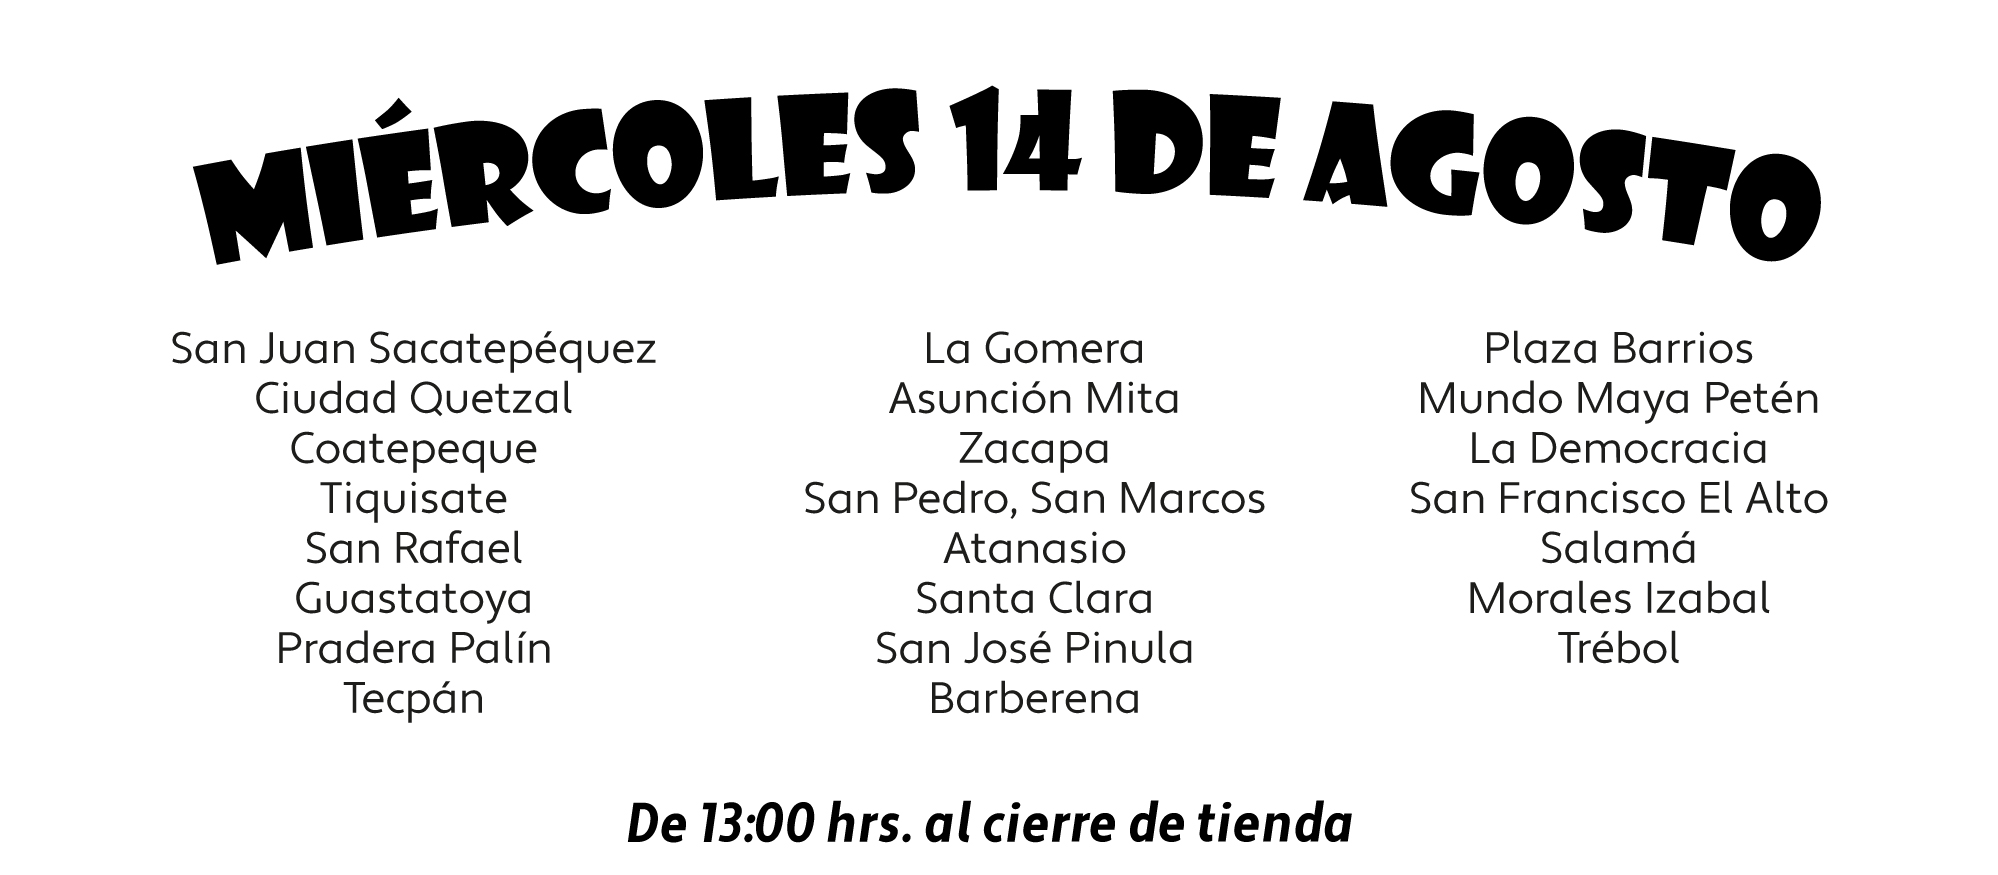 MIÉRCOLES 14 DE AGOSTO
San Juan Sacatepéquez
Ciudad Quetzal
Coatepeque
Tiquisate
San Rafael
Guastatoya
Pradera Palín
Tecpán
La Gomera
Asunción Mita
Zacapa
San Pedro, San Marcos
Atanasio
Santa Clara
San José Pinula
Barberena
Plaza Barrios
Mundo Maya Petén
La Democracia
San Francisco El Alto
Salamá
Morales Izabal
Trébol
De 13:00 hrs. al cierre de tienda